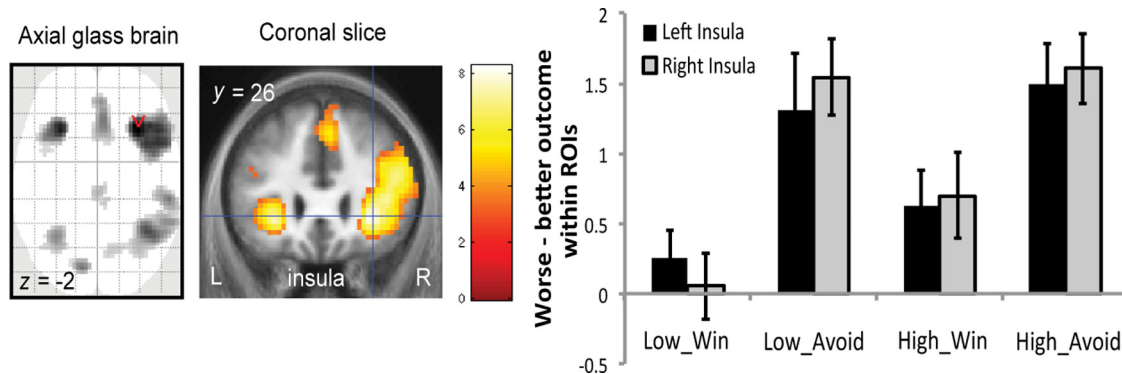 Axial glass brain
z = -2
Coronal slice
y = 26
L
insula
R
8
6
4
2
0
Worse - better outcome
within ROIs
2
1.5
1
0.5
0
-0.5
Left Insula
Right Insula
Low_Win
Low_Avoid
High_Win
High_Avoid